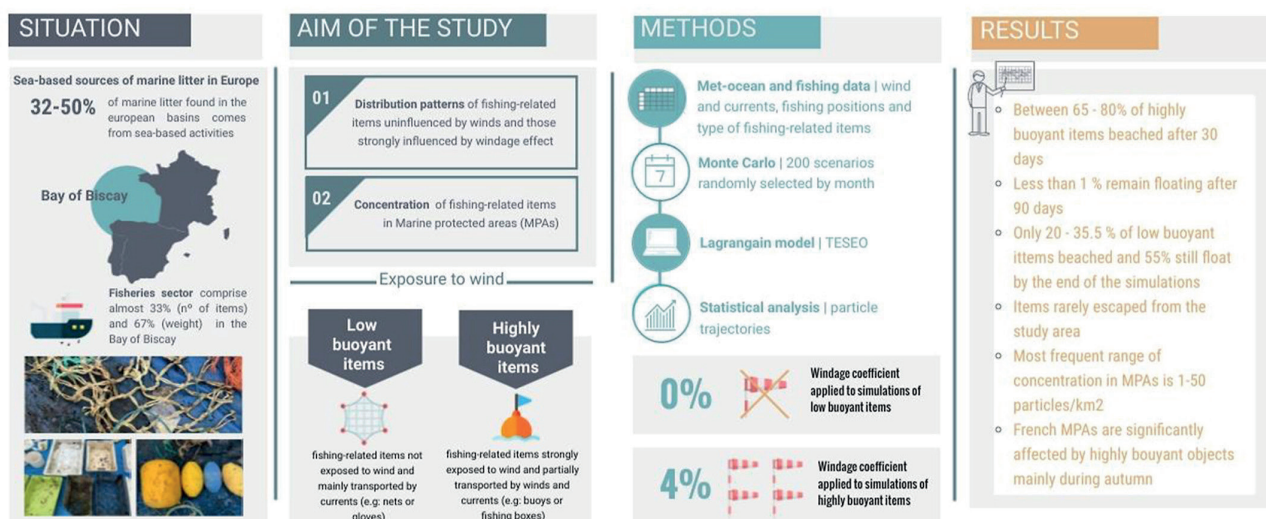 SITUATION
Sea-based sources of marine litter in Europe
32-50%
of marine litter found in the
european basins comes
from sea-based activities
Bay of Biscay
Fisheries sector comprise
almost 33% (nº of items)
and 67% (weight) in the
Bay of Biscay
AIM OF THE STUDY
01
Distribution patterns of fishing-related
items uninfluenced by winds and those
strongly influenced by windage effect
02
Concentration of fishing-related items
in Marine protected areas (MPAs)
Exposure to wind
Low
buoyant
items
fishing-related items not
exposed to wind and
mainly transported by
currents (e.g: nets or
gloves)
Highly
buoyant
items
fishing-related items strongly
exposed to wind and partially
transported by winds and
currents (e.g: buoys or
fishing boxes)
METHODS
Met-ocean and fishing data | wind
and currents, fishing positions and
type of fishing-related items
7
Monte Carlo | 200 scenarios
randomly selected by month
Lagrangain model | TESEO
Statistical analysis | particle
trajectories
0%
Windage coefficient
applied to simulations of
low buoyant items
4%
Windage coefficient
applied to simulations of
highly buoyant items
RESULTS
Between 65 - 80% of highly
buoyant items beached after 30
days
Less than 1 % remain floating after
90 days
Only 20 - 35.5 % of low buoyant
ittems beached and 55% still float
by the end of the simulations
Items rarely escaped from the
study area
Most frequent range of
concentration in MPAs is 1-50
particles/km2
French MPAs are significantly
affected by highly bouyant objects
mainly during autumn